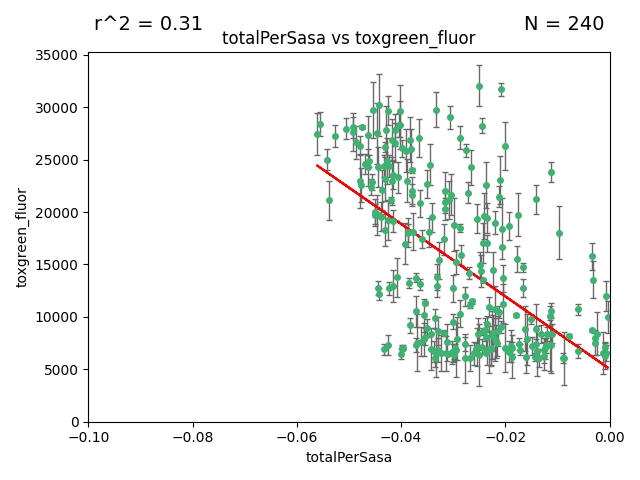 r^2 = 0.31
N = 240
totalPerSasa vs toxgreen_fluor
35000
30000
25000
20000
15000
10000
5000
0
toxgreen_fluor
−0.10
−0.08
−0.06
−0.04
−0.02
0.00
totalPerSasa